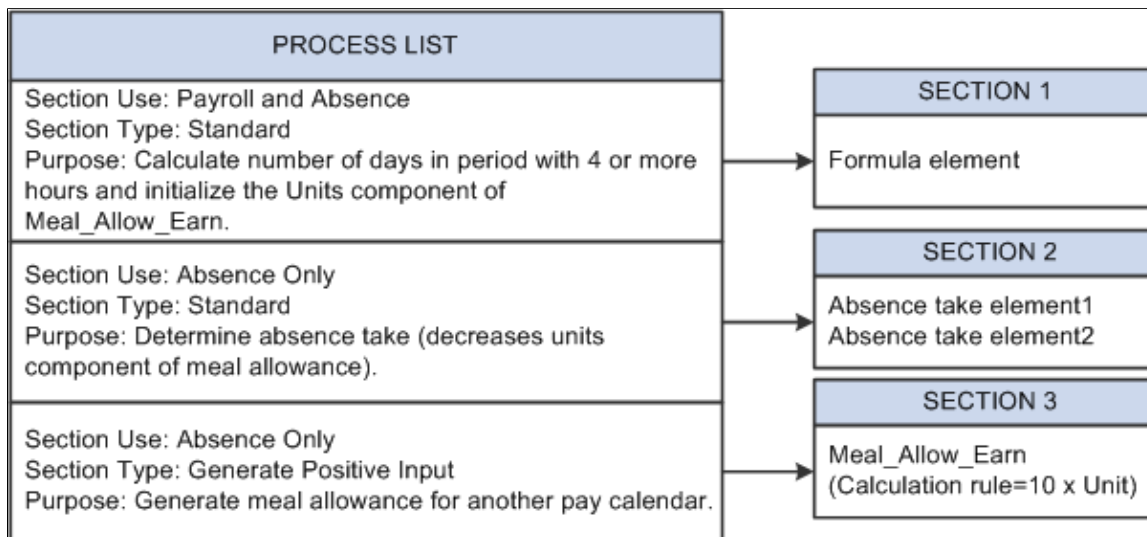 PROCESS LIST
Section Use: Payroll and Absence
Section Type: Standard
Purpose: Calculate number of days in period with 4 or more
hours and initialize the Units component of
Meal_Allow_Earn.
SECTION 1
Formula element
Section Use: Absence Only
Section Type: Standard
Purpose: Determine absence take (decreases units
component of meal allowance).
SECTION 2
Absence take element1
Absence take element2
Section Use: Absence Only
Section Type: Generate Positive Input
Purpose: Generate meal allowance for another pay calendar.
SECTION 3
Meal_Allow_Earn
(Calculation rule=10 x Unit)